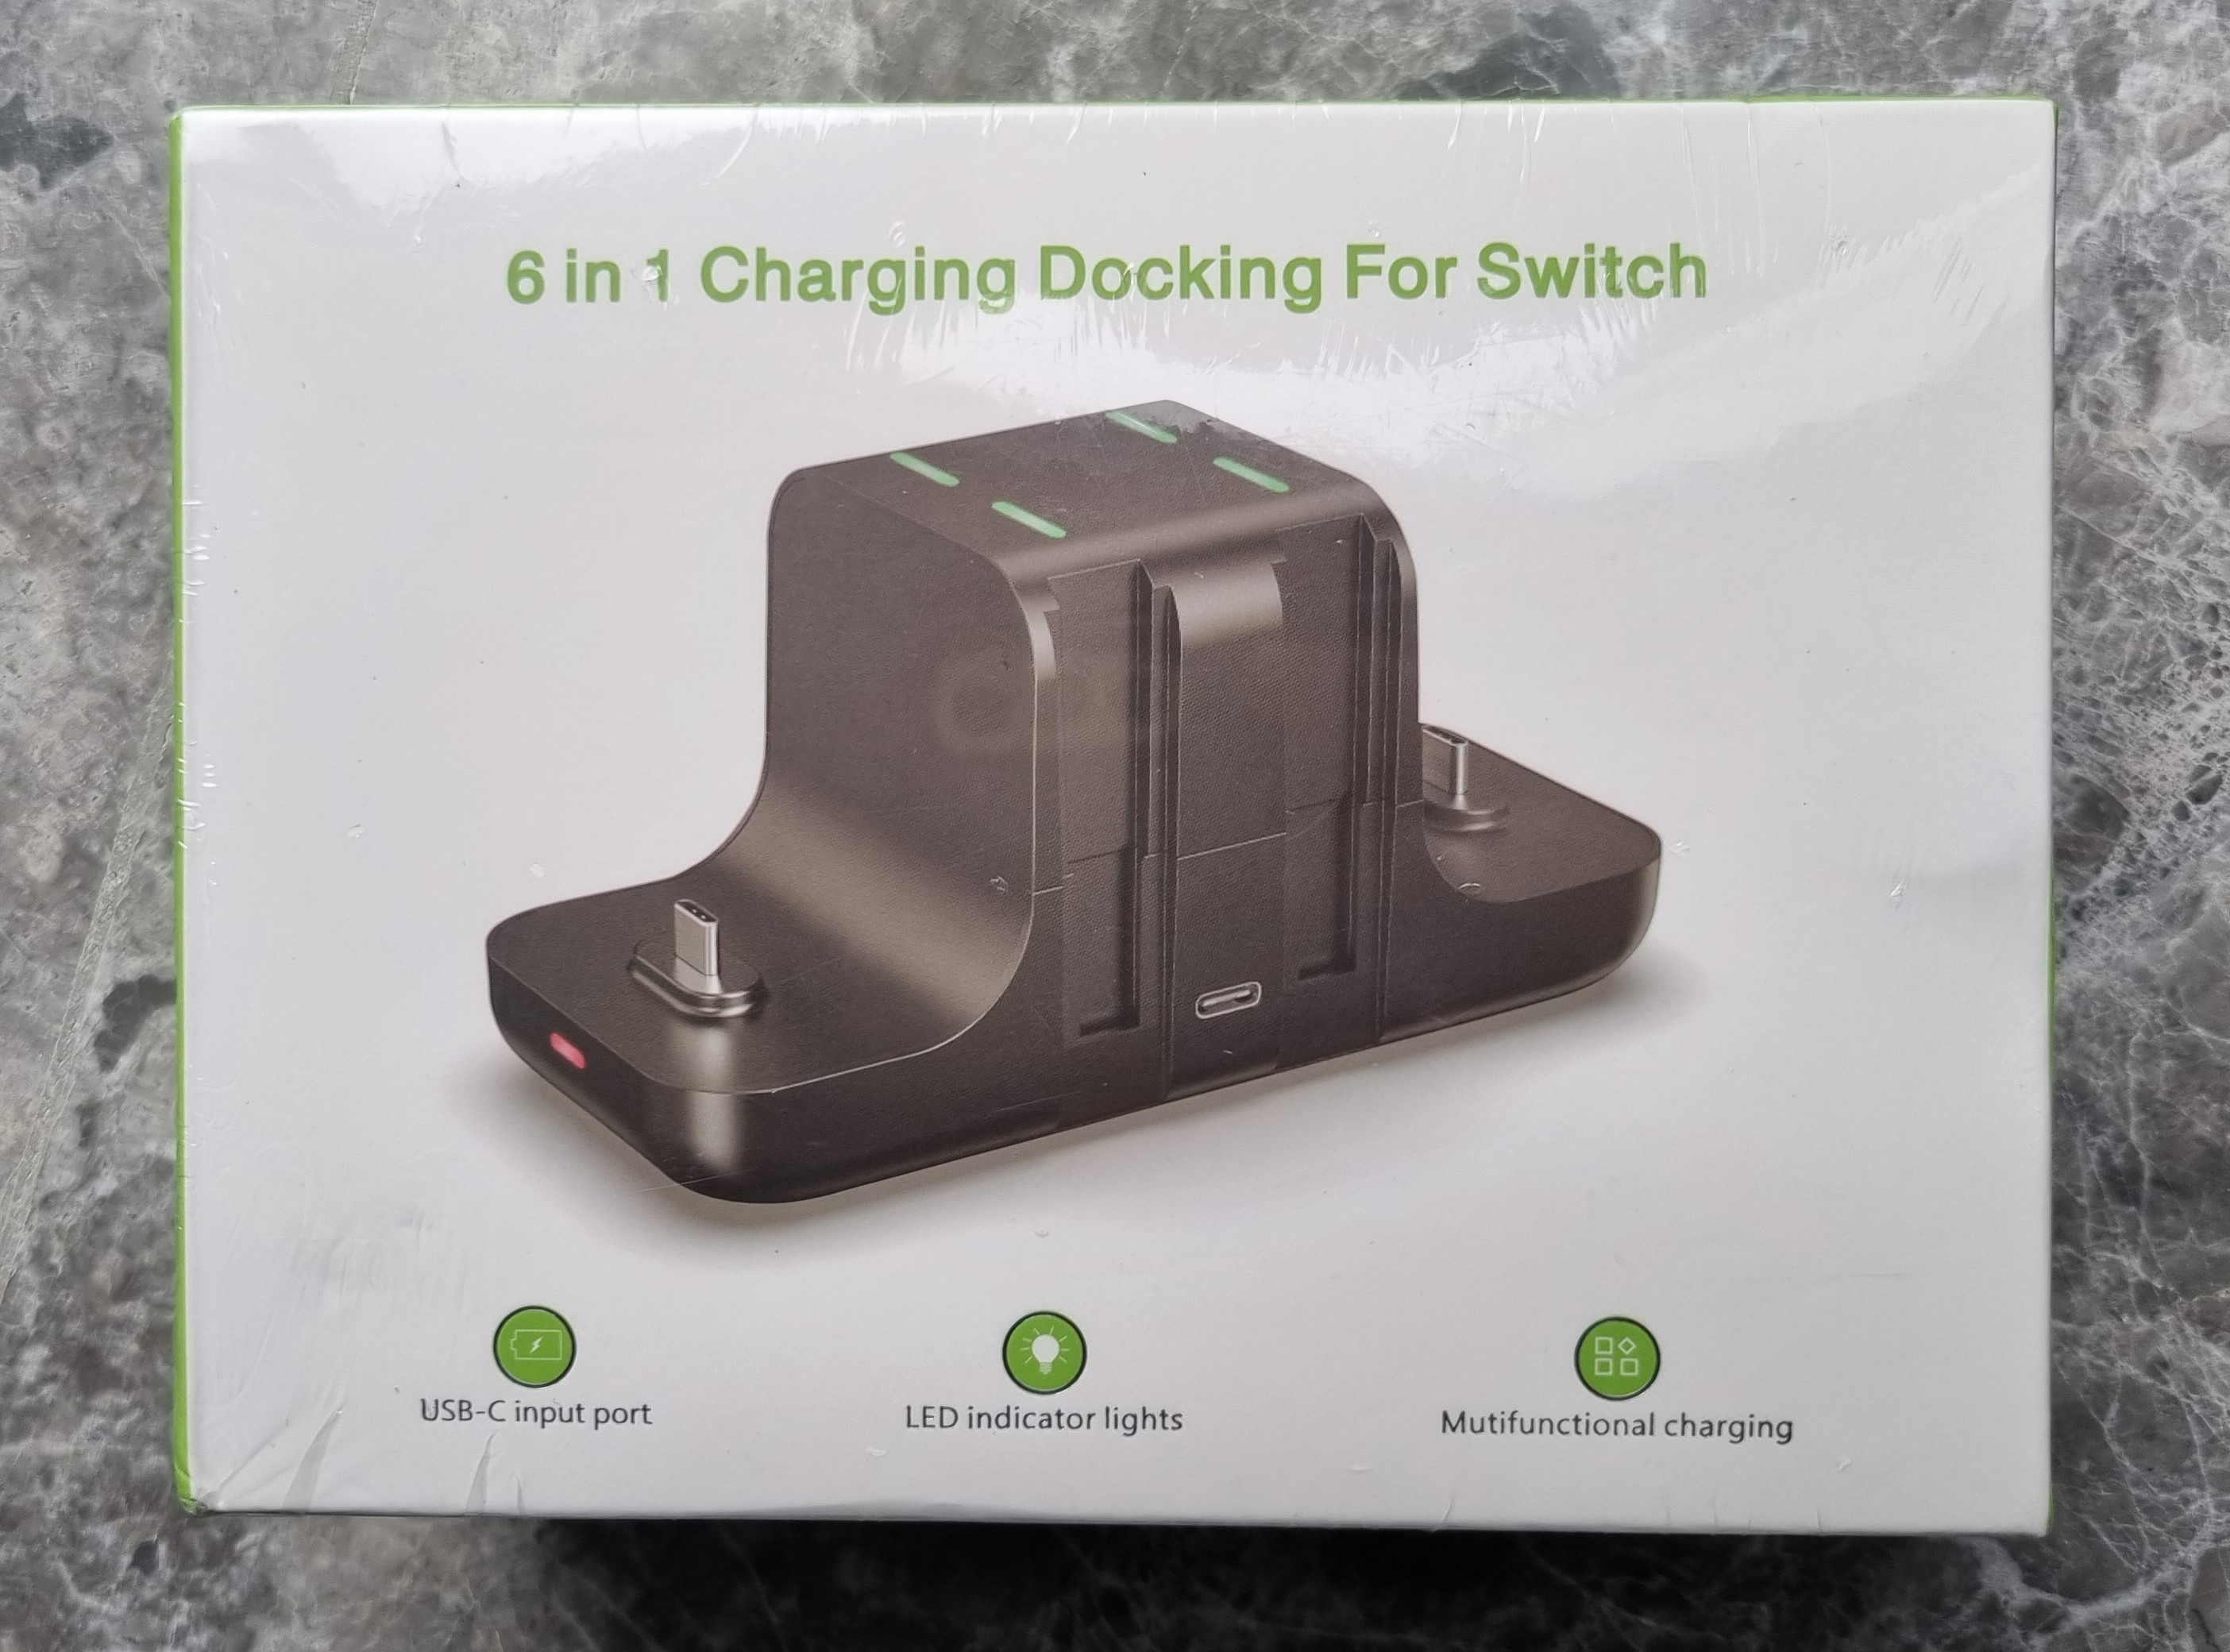 6 in 1 Charging Docking For Switch
USB-C input port
LED indicator lights
Mutifunctional charging